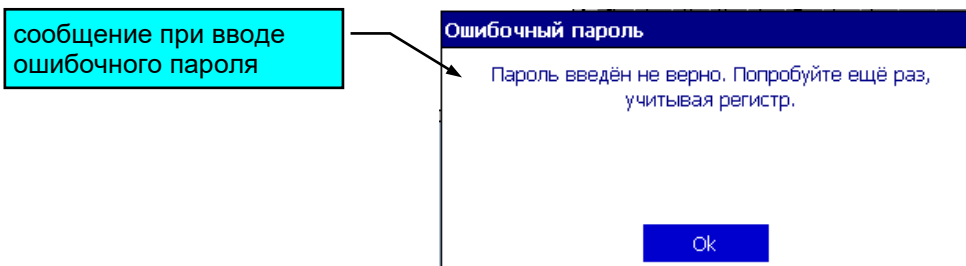 сообщение при вводе
ошибочного пароля
Ошибочный пароль
Пароль введён не верно. Попробуйте ещё раз,
учитывая регистр.
Ok